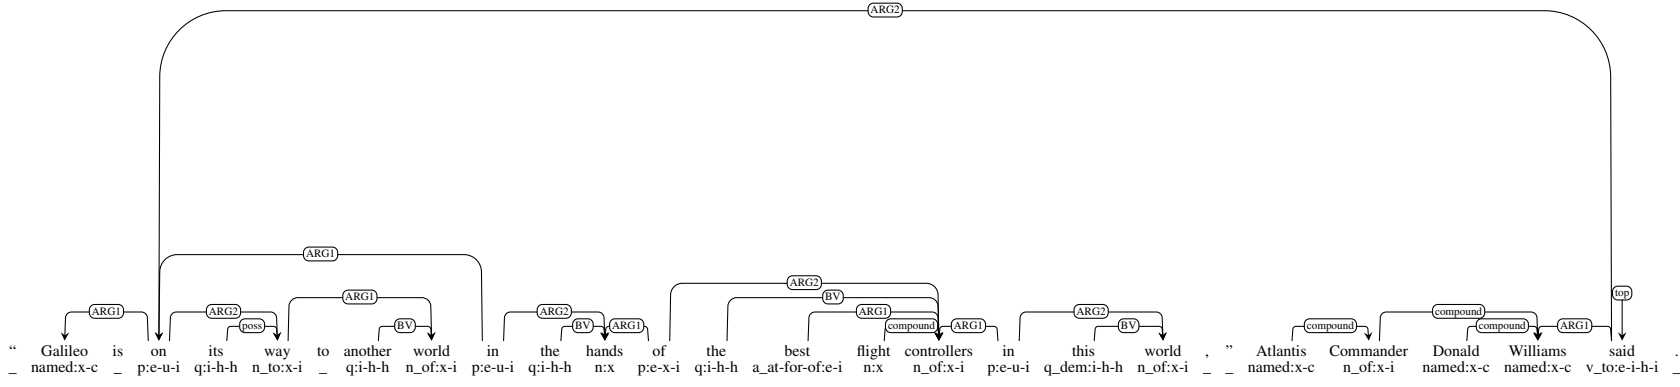 ARG2
ARG1
ARG2
ARG1 BV
ARG1 ARG2 ARG1 ARG2 ARG1 ARG2 compound top
poss BV BV ARG1 compound ARG1 BV compound compound ARG1
“ Galileo is on its way to another world in the hands of the best flight controllers in this world , ” Atlantis Commander Donald Williams said .
_ named:x-c _ p:e-u-i q:i-h-h n_to:x-i _ q:i-h-h n_of:x-i p:e-u-i q:i-h-h n:x p:e-x-i q:i-h-h a_at-for-of:e-i n:x n_of:x-i p:e-u-i q_dem:i-h-h n_of:x-i _ _ named:x-c n_of:x-i named:x-c named:x-c v_to:e-i-h-i _